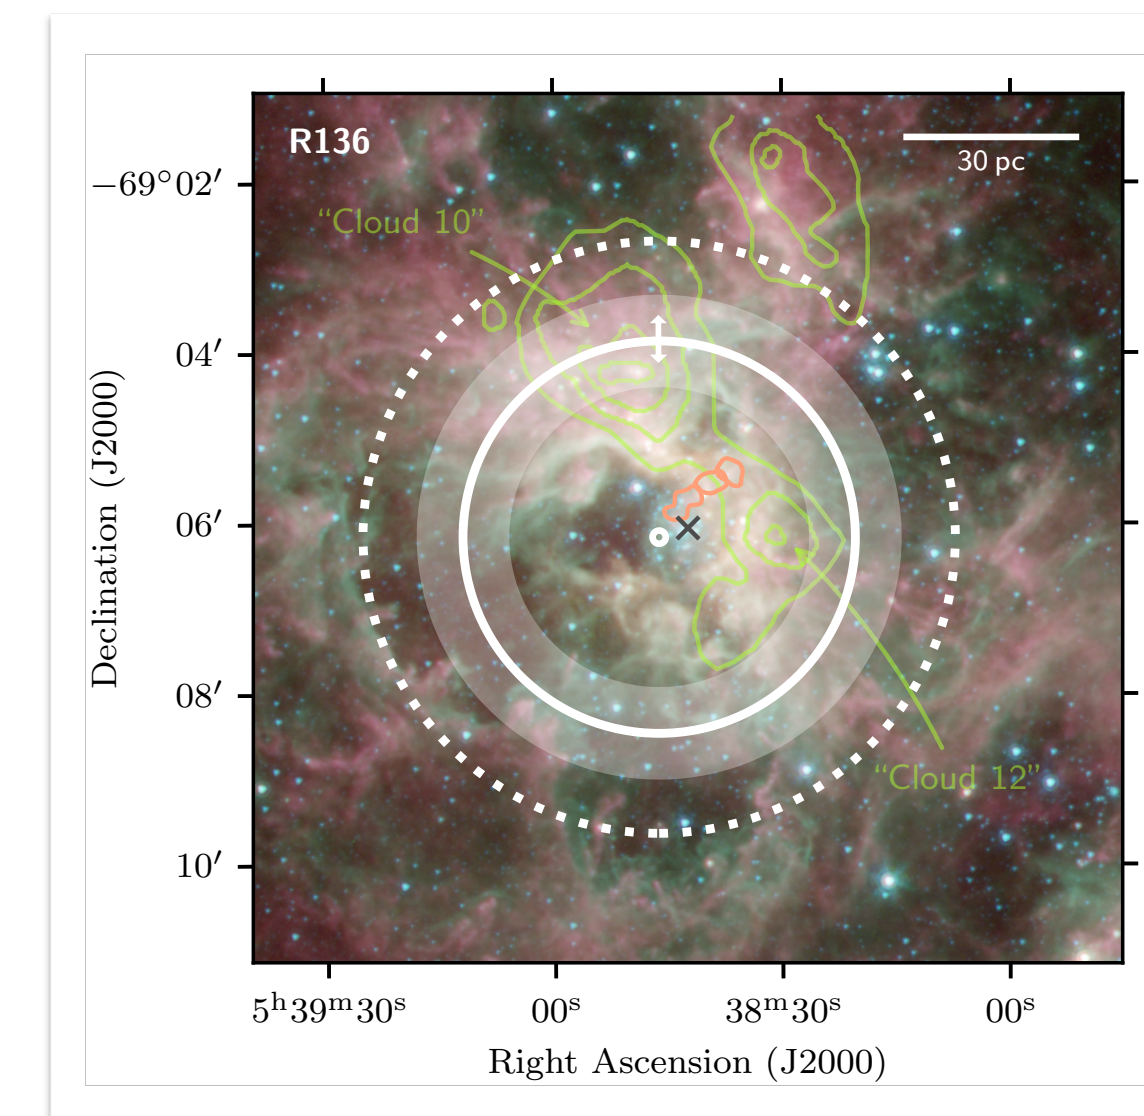 R136
30 pc
−69°02′
“Cloud 10”
04′
06′
08′
“Cloud 12”
10′
5ʰ39ᵐ30ˢ 00ˢ 38ᵐ30ˢ 00ˢ
Right Ascension (J2000)
Declination (J2000)